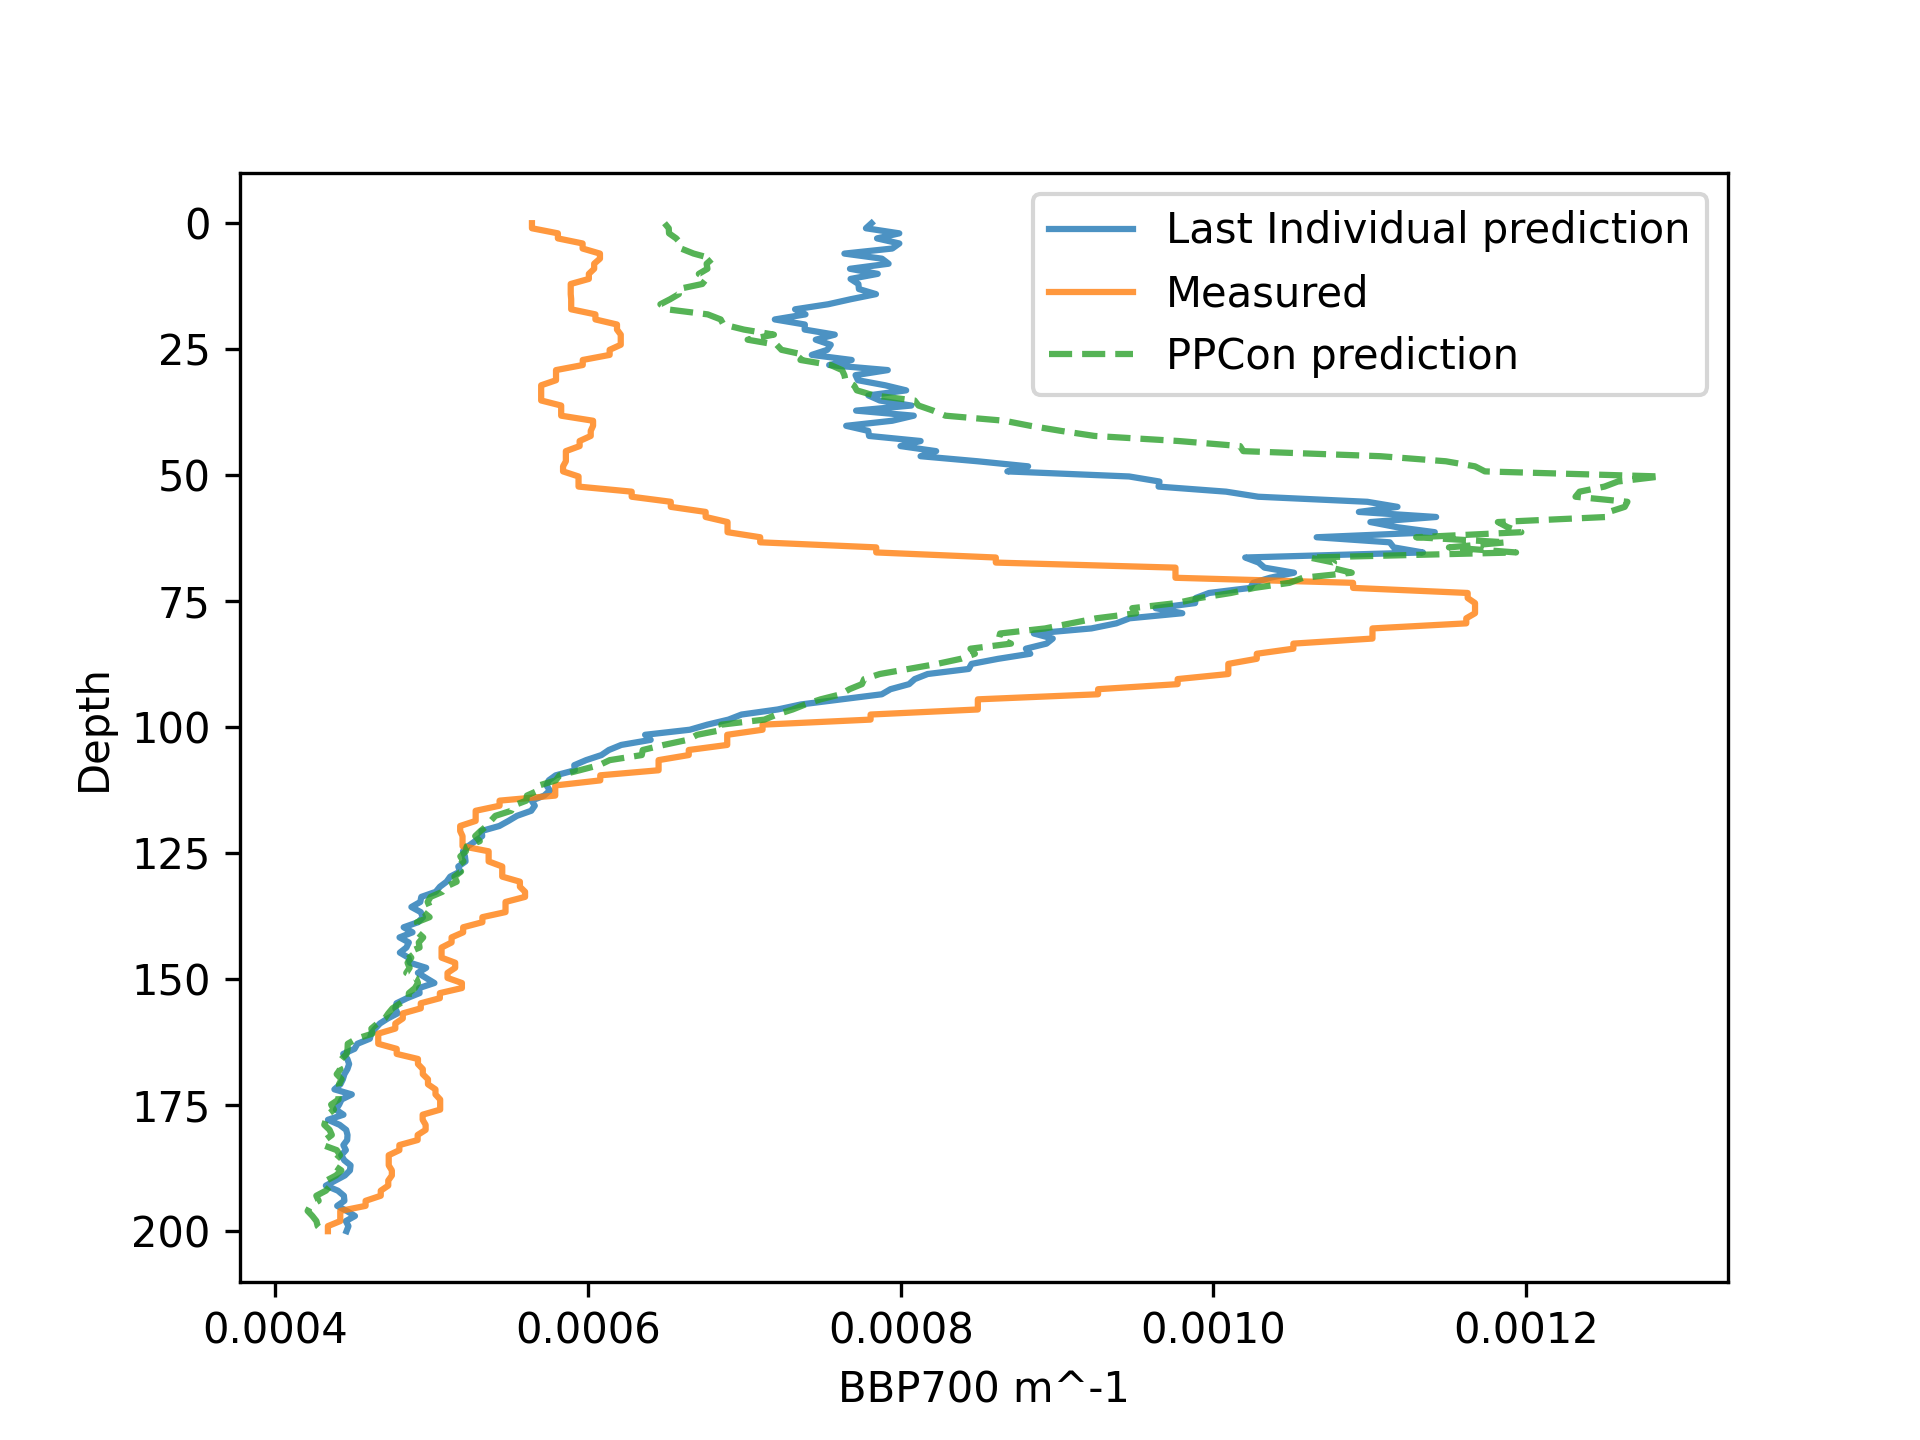 Last Individual prediction
Measured
PPCon prediction
0
25
50
75
100
125
150
175
200
Depth
0.0004 0.0006 0.0008 0.0010 0.0012
BBP700 m^-1